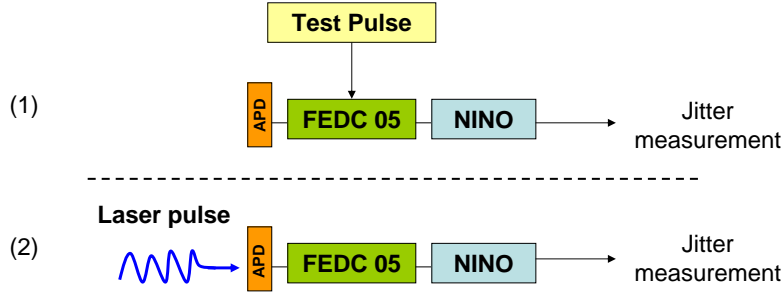 Test Pulse
(1)
APD
FEDC 05
NINO
Jitter
measurement
Laser pulse
(2)
APD
FEDC 05
NINO
Jitter
measurement